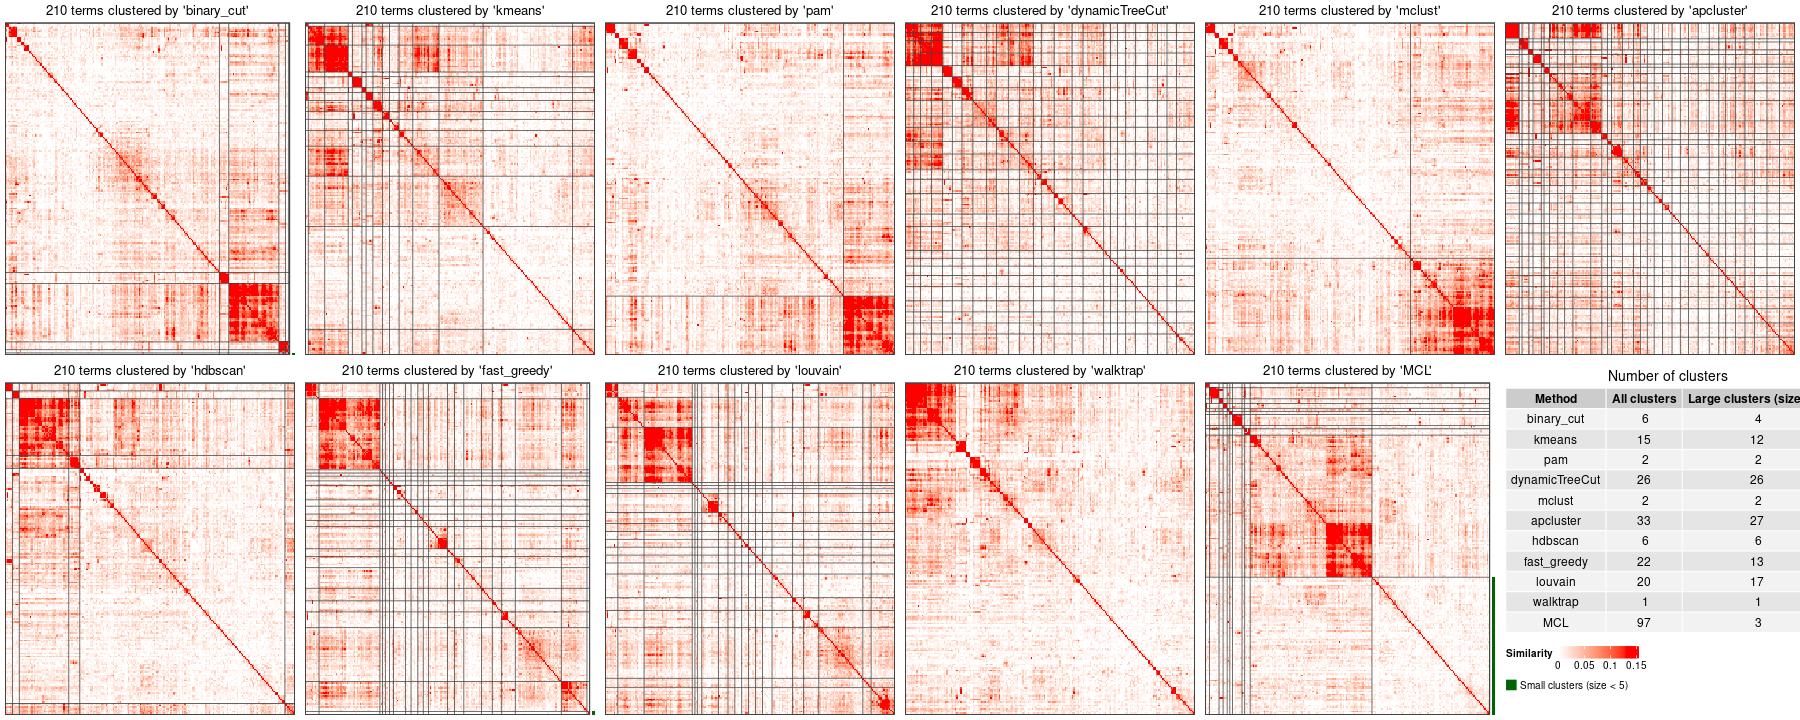 210 terms clustered by 'binary_cut'
210 terms clustered by 'kmeans'
210 terms clustered by 'pam'
210 terms clustered by 'dynamicTreeCut'
210 terms clustered by 'mclust'
210 terms clustered by 'apcluster'
210 terms clustered by 'hdbscan'
210 terms clustered by 'fast_greedy'
210 terms clustered by 'louvain'
210 terms clustered by 'walktrap'
210 terms clustered by 'MCL'
Number of clusters
Method All clusters Large clusters (size
binary_cut 6 4
kmeans 15 12
pam 2 2
dynamicTreeCut 26 26
mclust 2 2
apcluster 33 27
hdbscan 6 6
fast_greedy 22 13
louvain 20 17
walktrap 1 1
MCL 97 3
Similarity
0 0.05 0.1 0.15
Small clusters (size < 5)